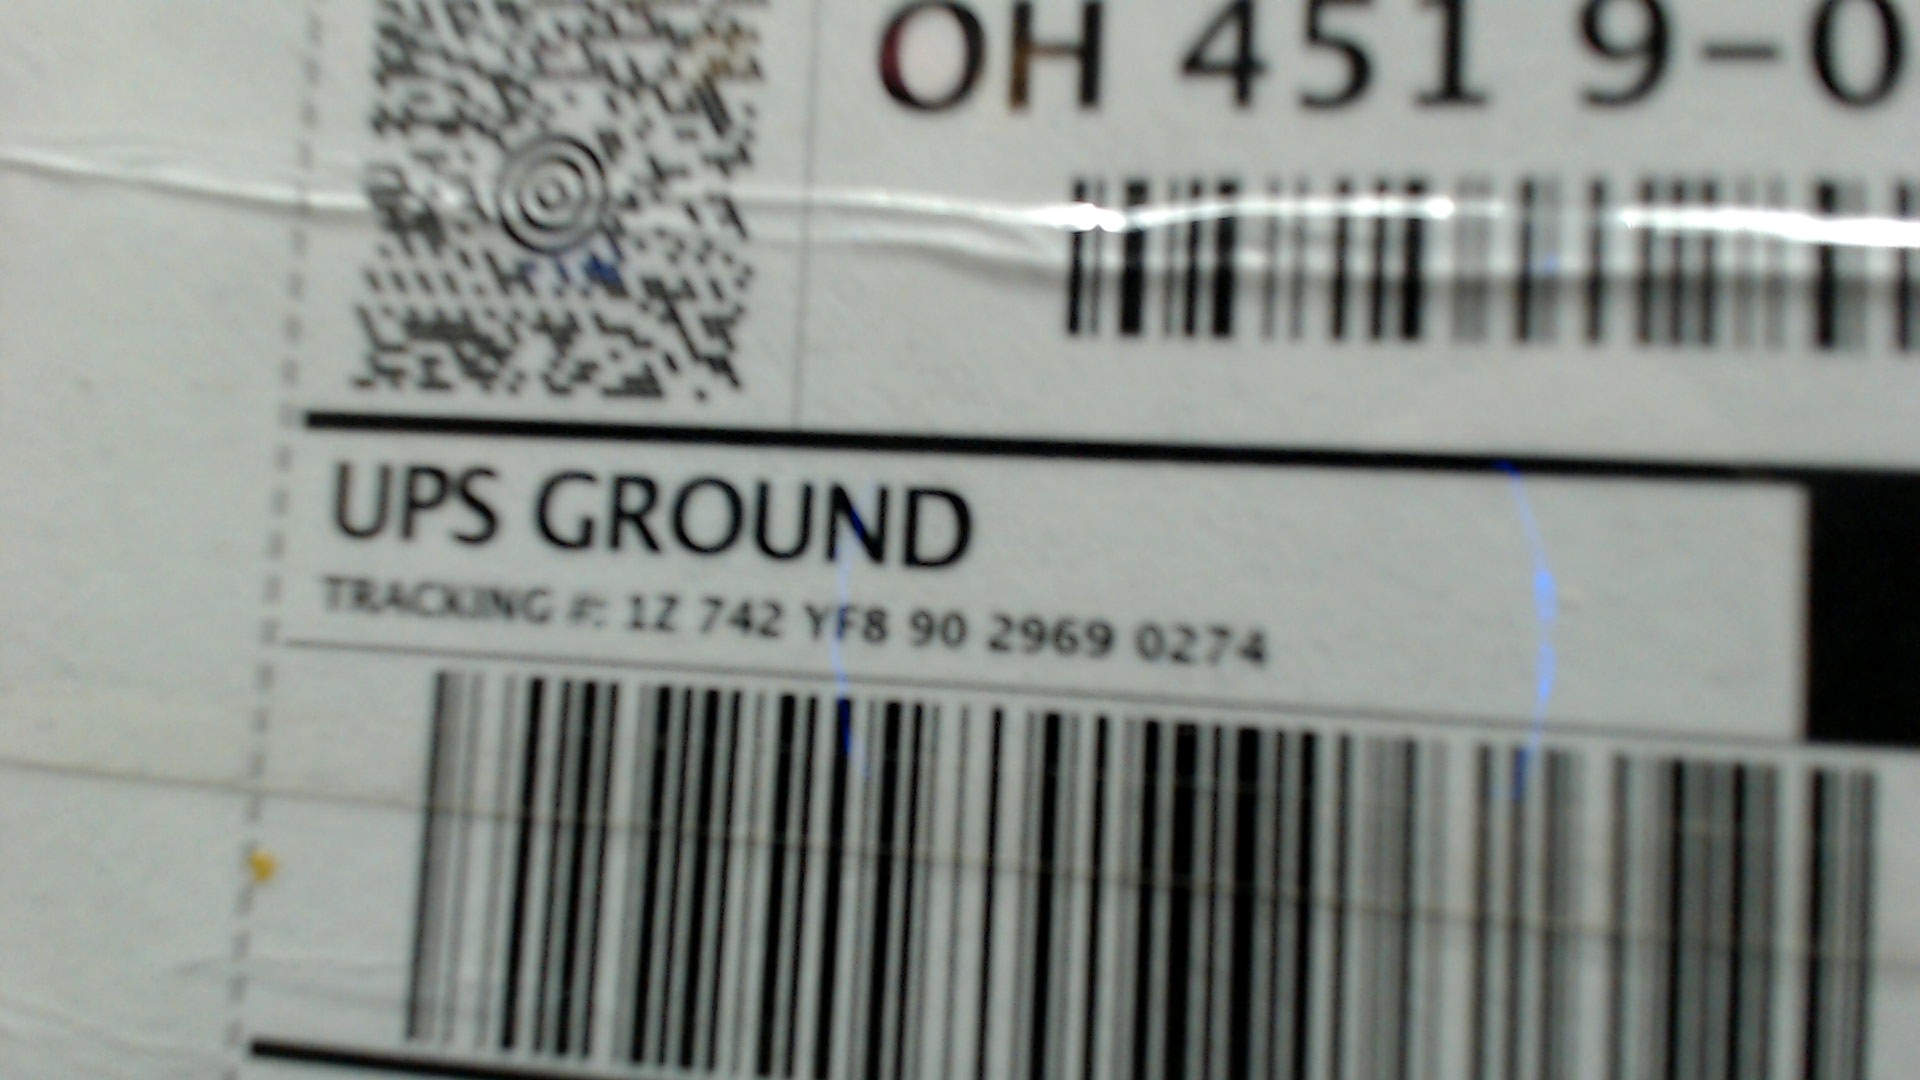 OH 451 9-0
UPS GROUND
TRACKING #: 1Z 742 YF8 90 2969 0274